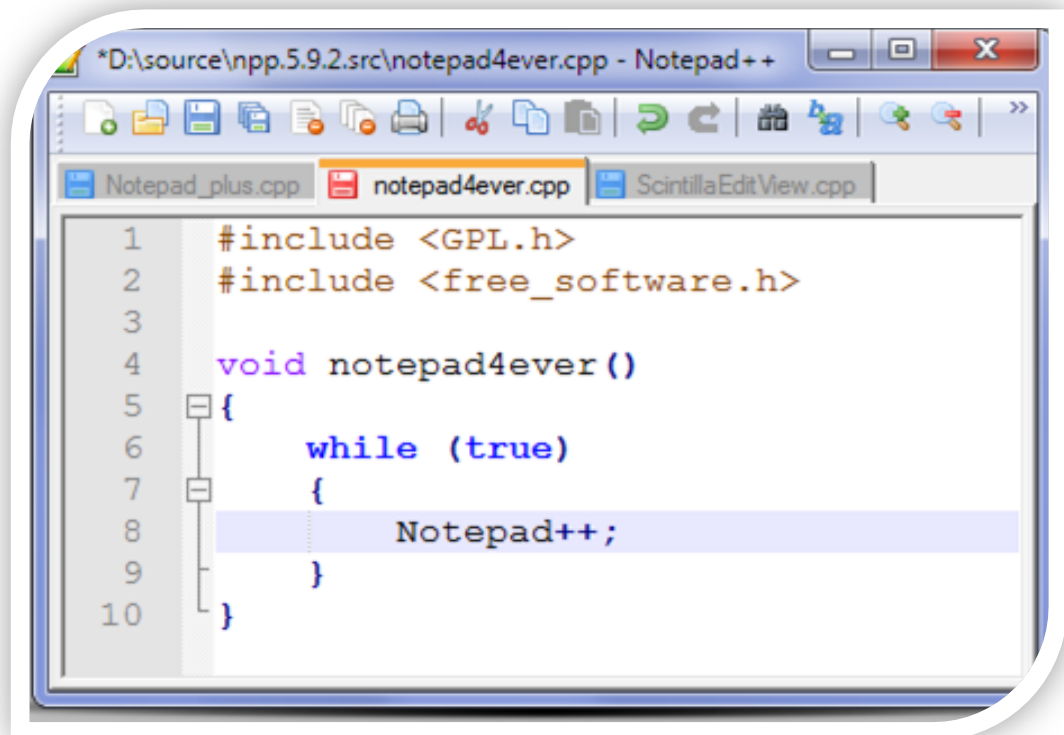 *D:\source\npp.5.9.2.src\notepad4ever.cpp - Notepad++
Notepad_plus.cpp notepad4ever.cpp ScintillaEditView.cpp
1 #include <GPL.h>
2 #include <free_software.h>
3
4 void notepad4ever()
5 {
6 while (true)
7 {
8 Notepad++;
9 }
10 }